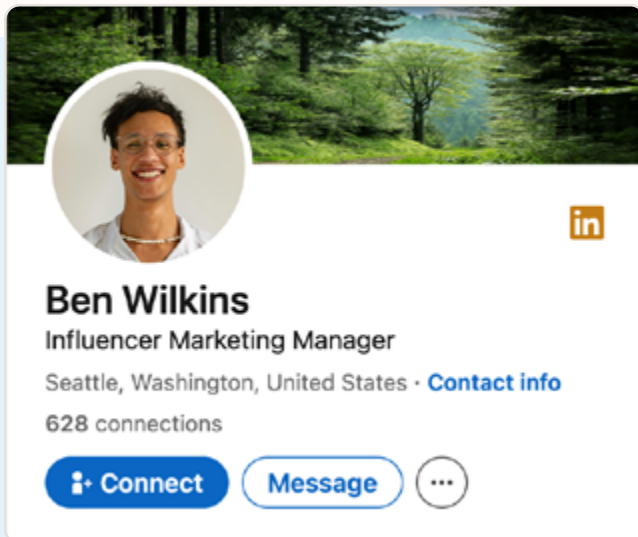 in
Ben Wilkins
Influencer Marketing Manager
Seattle, Washington, United States · Contact info
628 connections
Connect
Message